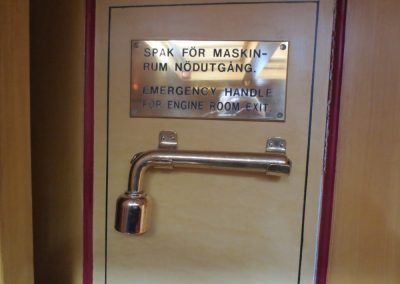 SPAK FÖR MASKIN-
RUM NÖDUTGÅNG.
EMERGENCY HANDLE
FOR ENGINE ROOM EXIT.